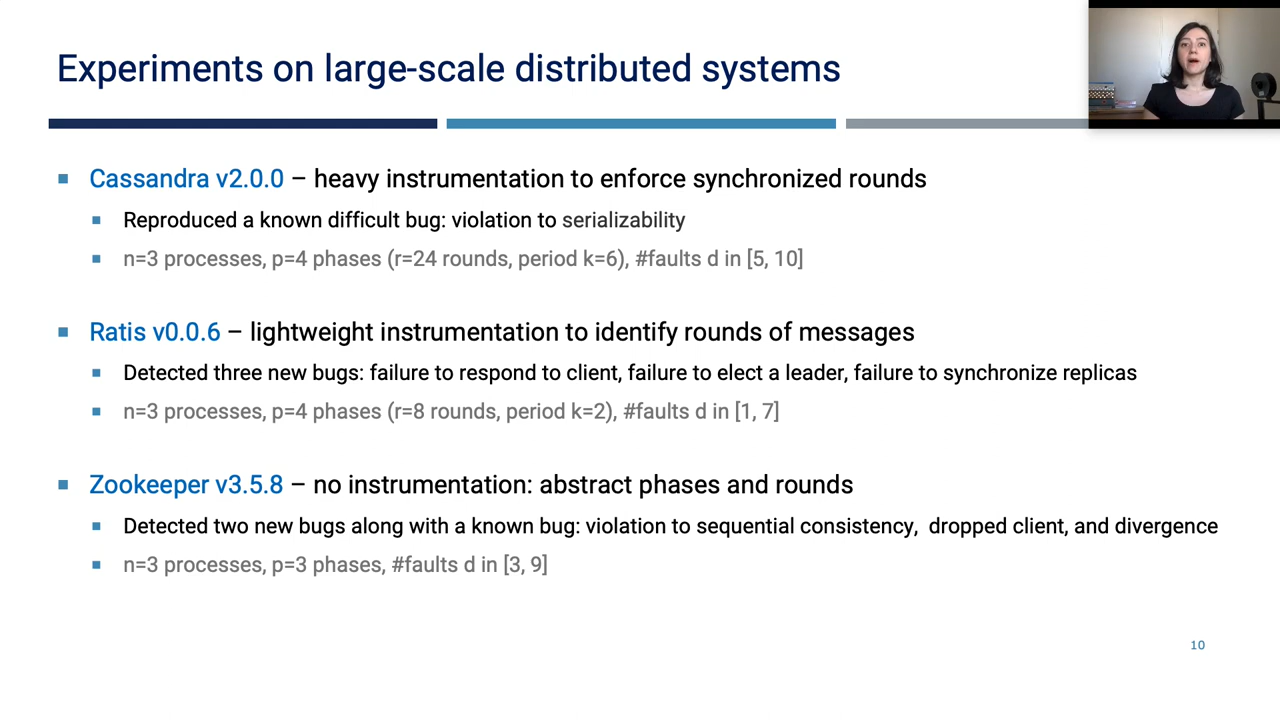 Experiments on large-scale distributed systems
Cassandra v2.0.0 – heavy instrumentation to enforce synchronized rounds
Reproduced a known difficult bug: violation to serializability
n=3 processes, p=4 phases (r=24 rounds, period k=6), #faults d in [5, 10]
Ratis v0.0.6 – lightweight instrumentation to identify rounds of messages
Detected three new bugs: failure to respond to client, failure to elect a leader, failure to synchronize replicas
n=3 processes, p=4 phases (r=8 rounds, period k=2), #faults d in [1, 7]
Zookeeper v3.5.8 – no instrumentation: abstract phases and rounds
Detected two new bugs along with a known bug: violation to sequential consistency,  dropped client, and divergence
n=3 processes, p=3 phases, #faults d in [3, 9]
10